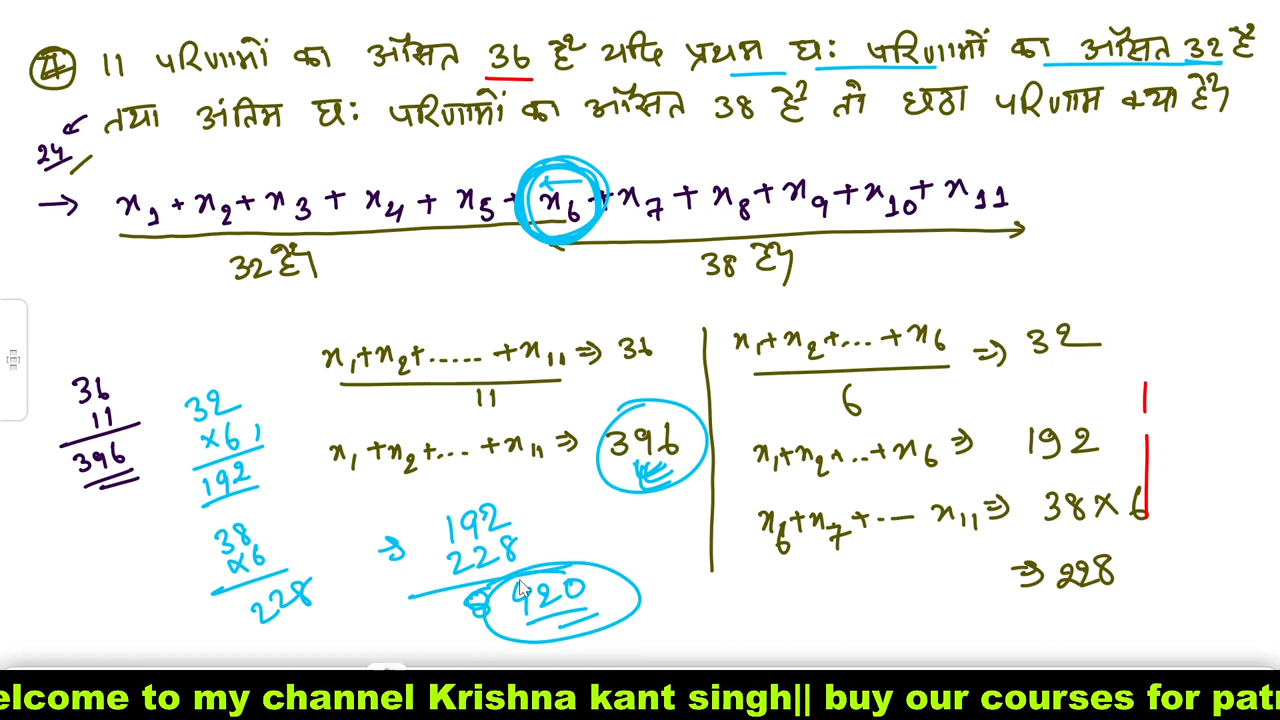 4 11 परिणामों का औसत 36 है यदि प्रथम छः परिणामों का औसत 32 है
तथा अंतिम छः परिणामों का औसत 38 है तो छठा परिणाम क्या है
24
→ x₁ + x₂ + x₃ + x₄ + x₅ + x₆ + x₇ + x₈ + x₉ + x₁₀ + x₁₁
32 है 38 है
x₁+x₂+.....+x₁₁ ⇒ 36
11
x₁+x₂+...+x₁₁ ⇒ 396
36
11
396
32
×6
192
38
×6
228
⇒ 192
228
420
x₁+x₂+...+x₆ ⇒ 32
6
x₁+x₂+..+x₆ ⇒ 192
x₆+x₇+... x₁₁ ⇒ 38×6
⇒ 228
elcome to my channel Krishna kant singh|| buy our courses for pat